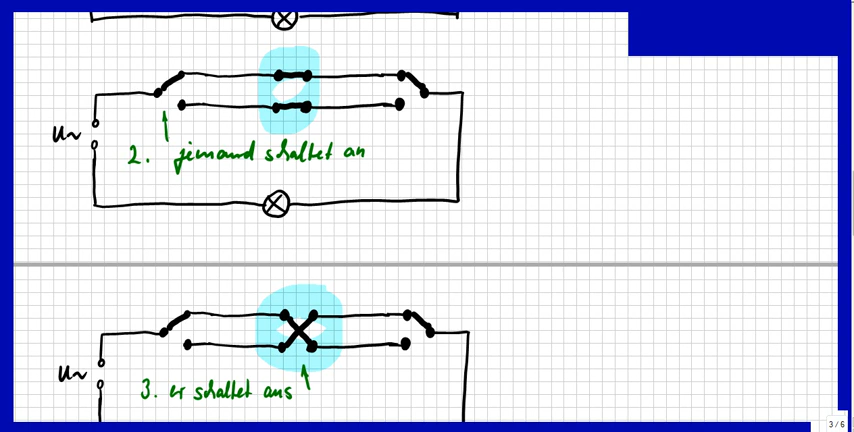 U~
2. jemand schaltet an
U~
3. er schaltet aus
3 / 6